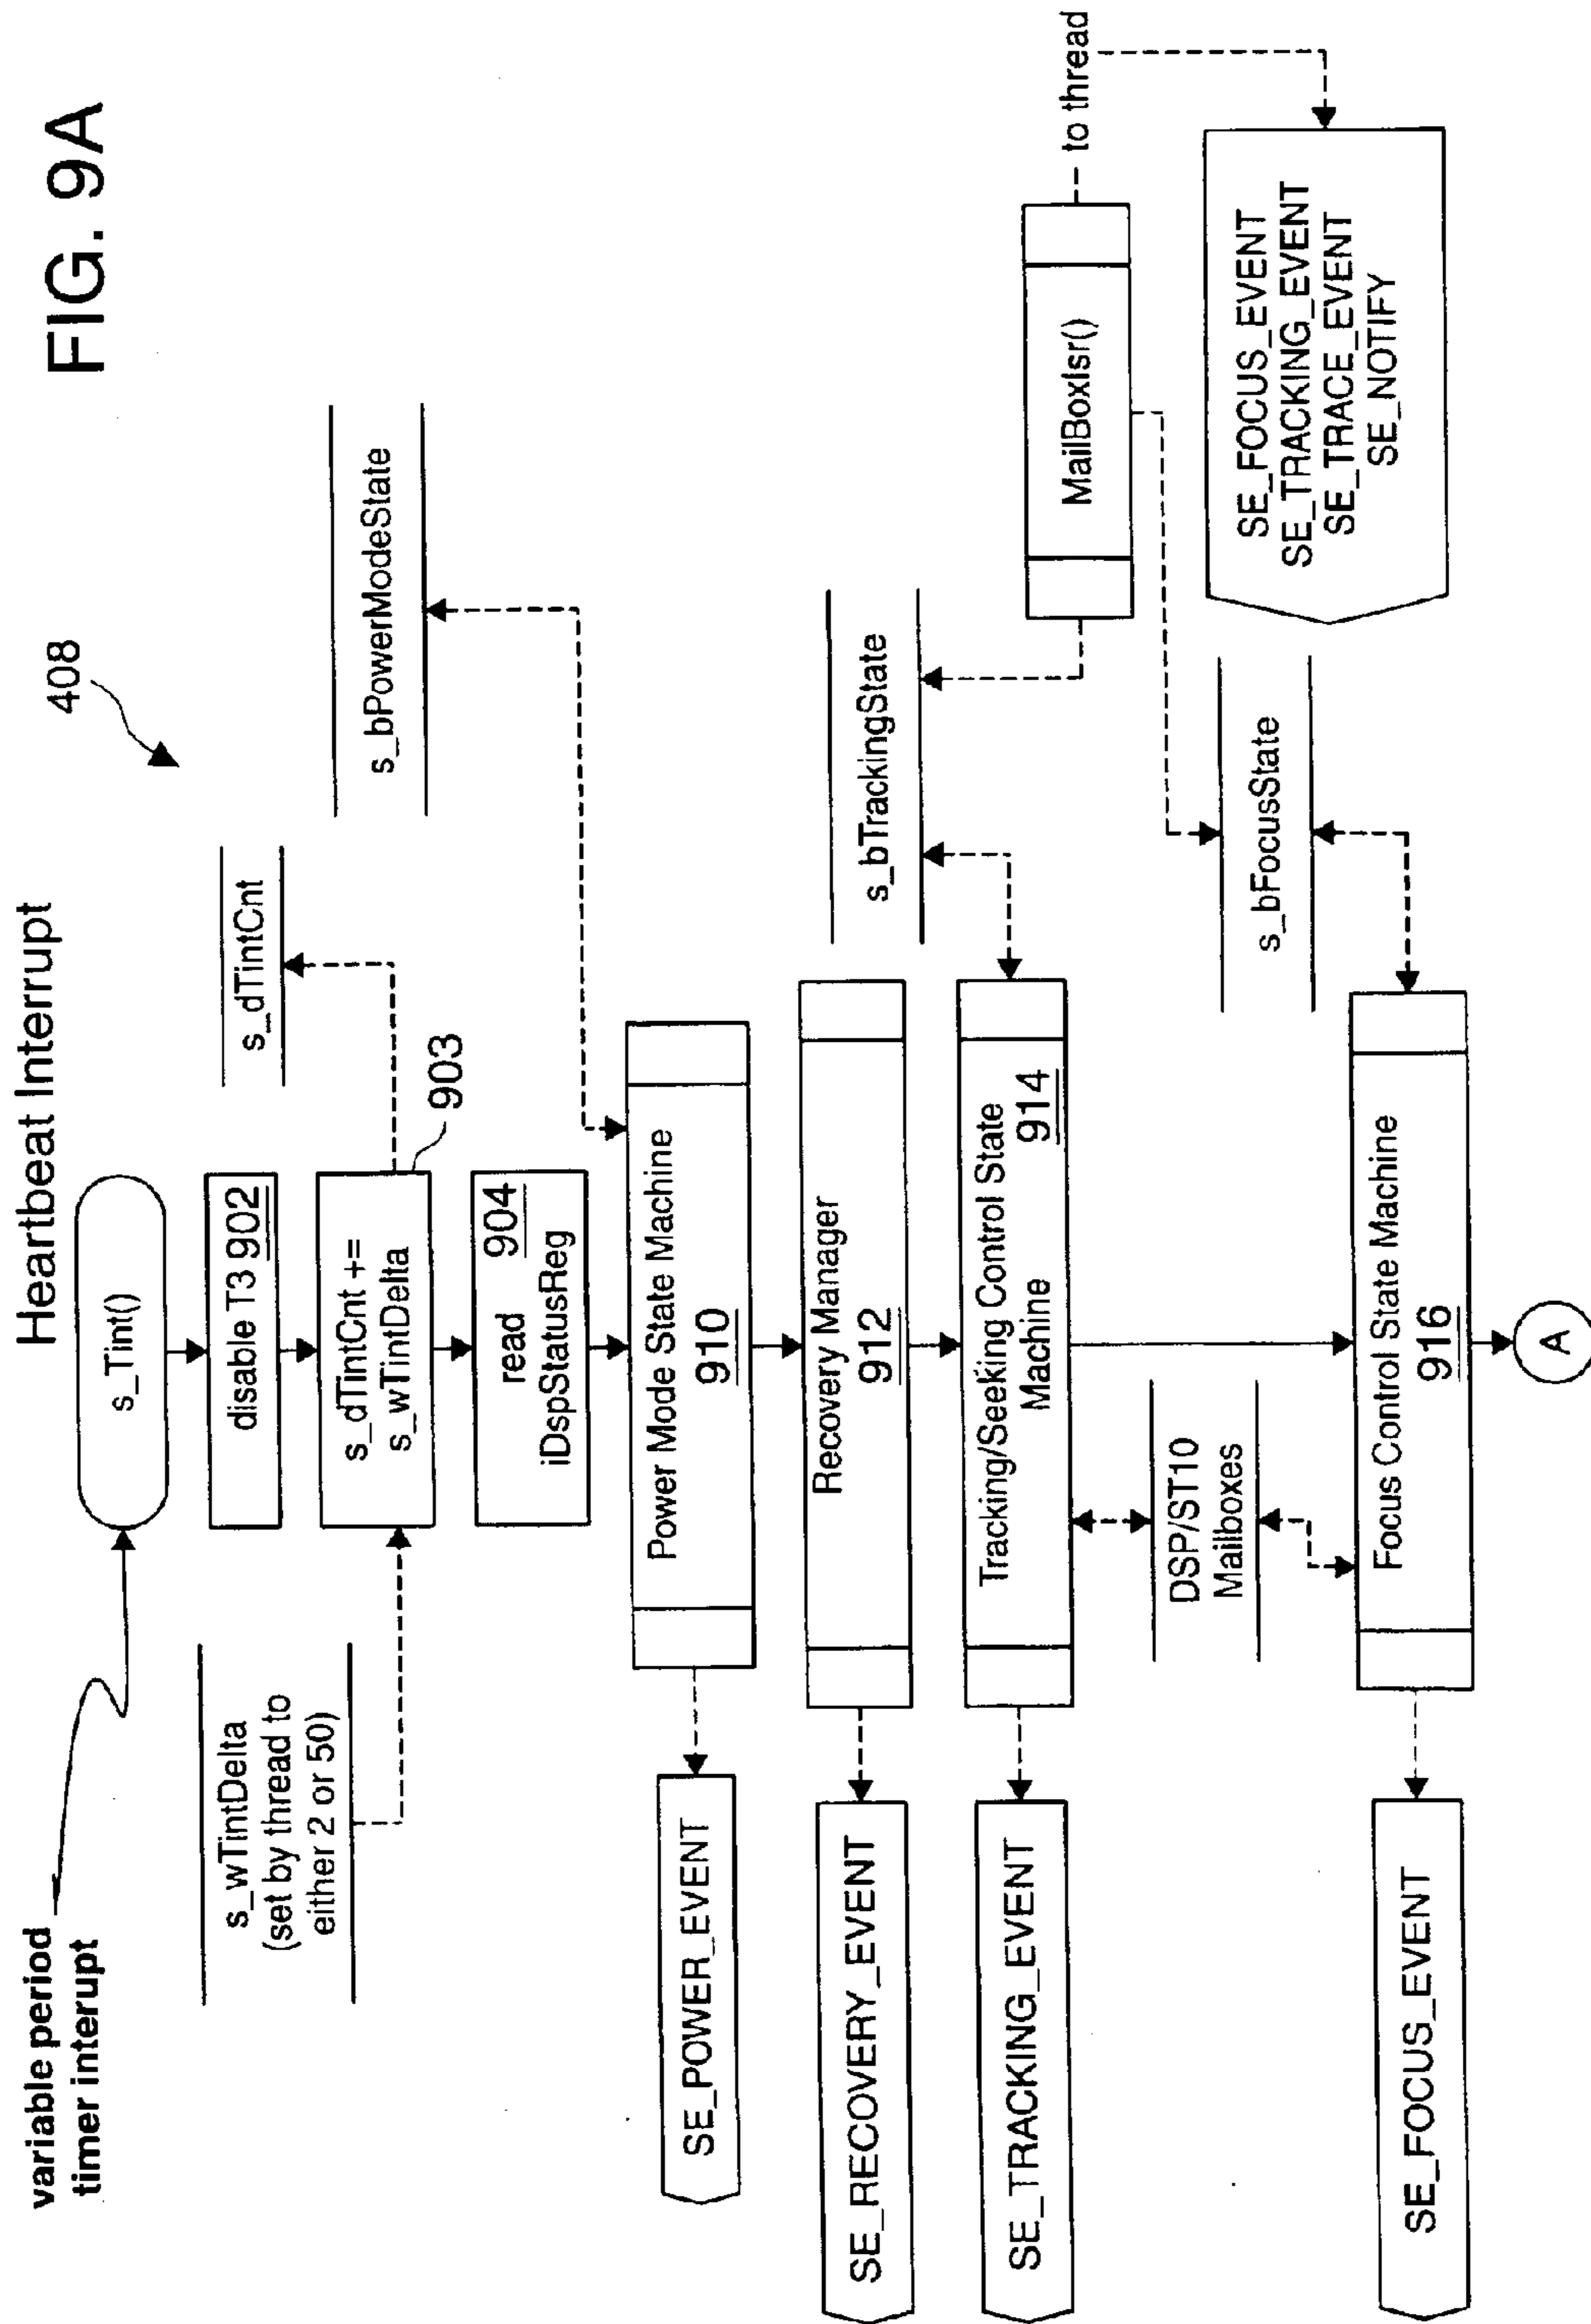 FIG. 9A
Heartbeat Interrupt
408
variable period
timer interupt
s_Tint()
disable T3 902
s_wTintDelta
(set by thread to
either 2 or 50)
s_dTintCnt +=
s_wTintDelta
903
s_dTintCnt
904
read
iDspStatusReg
s_bPowerModeState
Power Mode State Machine
910
SE_POWER_EVENT
Recovery Manager
912
SE_RECOVERY_EVENT
s_bTrackingState
Tracking/Seeking Control State
Machine
914
SE_TRACKING_EVENT
MailBoxIsr()
to thread
DSP/ST10
Mailboxes
s_bFocusState
SE_FOCUS_EVENT
SE_TRACKING_EVENT
SE_TRACE_EVENT
SE_NOTIFY
Focus Control State Machine
916
SE_FOCUS_EVENT
A